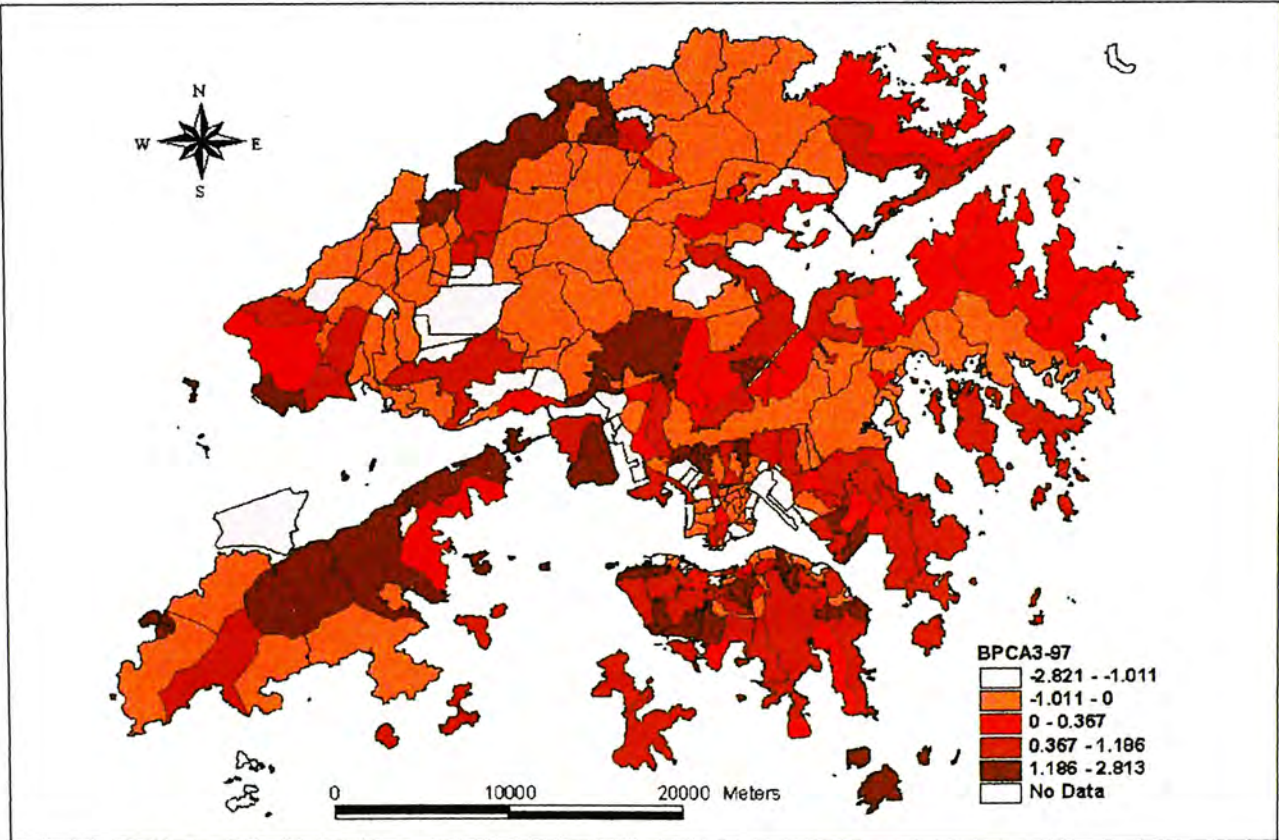 N
W E
S
BPCA3-97
-2.821 - -1.011
-1.011 - 0
0 - 0.367
0.367 - 1.186
1.186 - 2.813
No Data
0 10000 20000 Meters